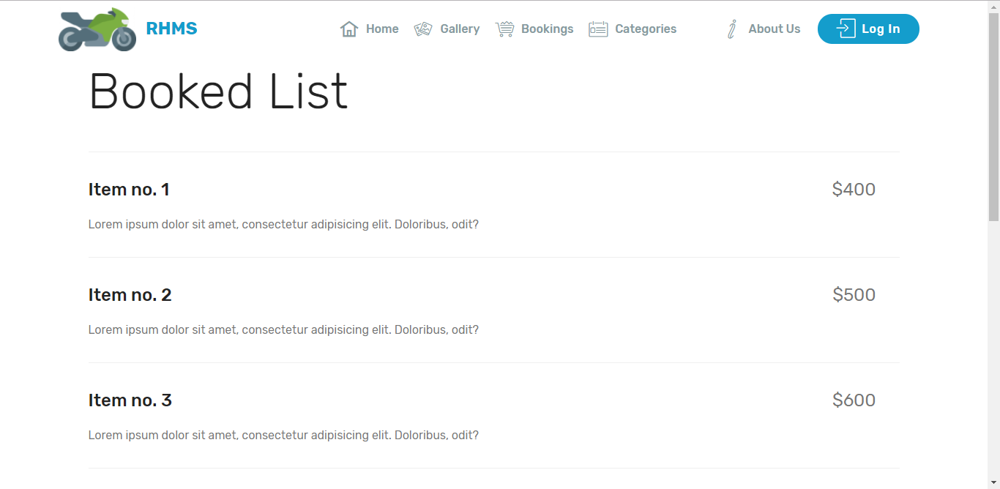 RHMS
Home Gallery Bookings Categories About Us Log In
Booked List
Item no. 1 $400
Lorem ipsum dolor sit amet, consectetur adipisicing elit. Doloribus, odit?
Item no. 2 $500
Lorem ipsum dolor sit amet, consectetur adipisicing elit. Doloribus, odit?
Item no. 3 $600
Lorem ipsum dolor sit amet, consectetur adipisicing elit. Doloribus, odit?